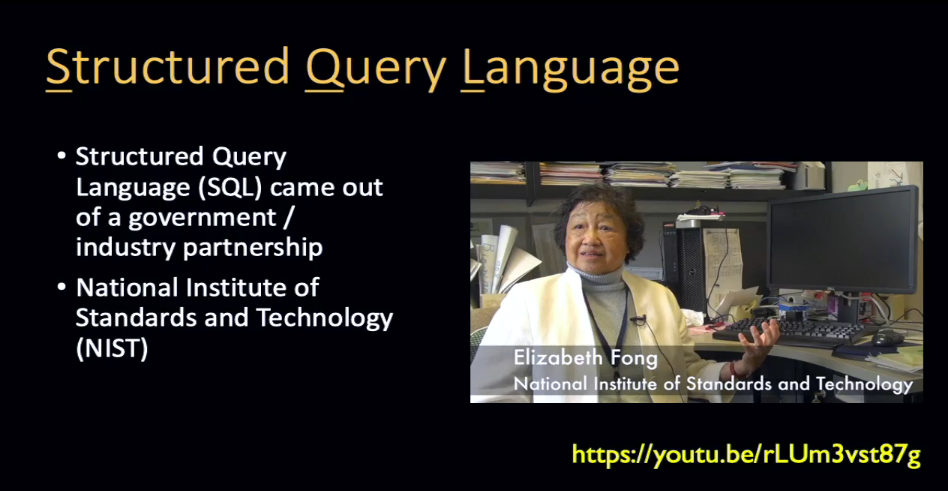 Structured Query Language
• Structured Query
Language (SQL) came out
of a government /
industry partnership
• National Institute of
Standards and Technology
(NIST)
Elizabeth Fong
National Institute of Standards and Technology
https://youtu.be/rLUm3vst87g